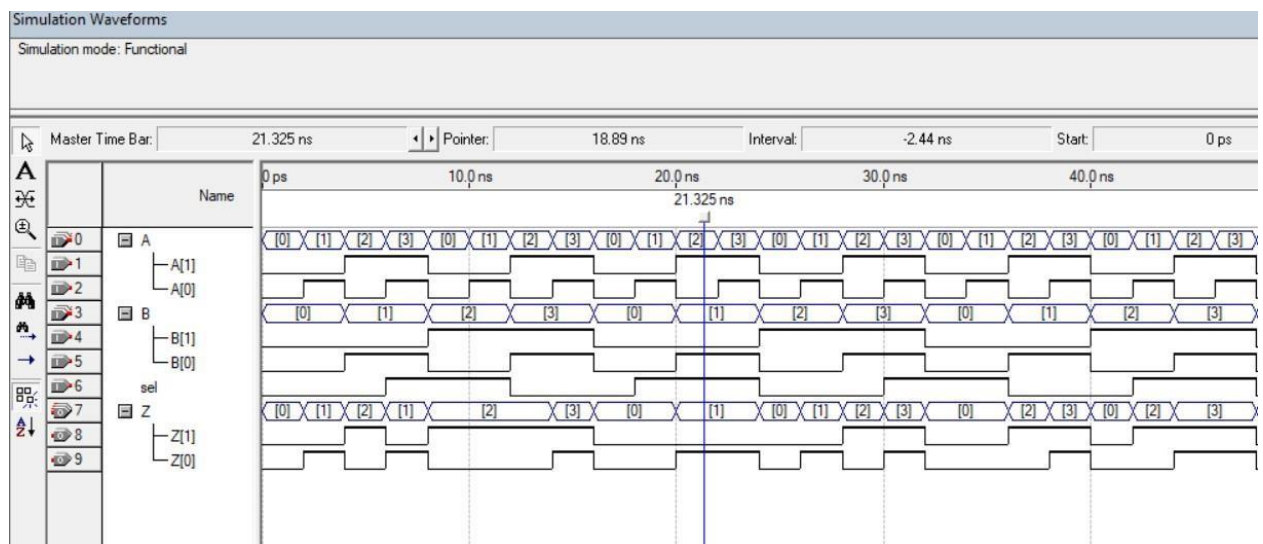 Simulation Waveforms
Simulation mode: Functional
Master Time Bar: 21.325 ns Pointer: 18.89 ns Interval: -2.44 ns Start: 0 ps
Name 0 ps 10.0 ns 20.0 ns 30.0 ns 40.0 ns
21.325 ns
0 A [0] [1] [2] [3] [0] [1] [2] [3] [0] [1] [2] [3] [0] [1] [2] [3] [0] [1] [2] [3] [0] [1] [2] [3]
1 A[1]
2 A[0]
3 B [0] [1] [2] [3] [0] [1] [2] [3] [0] [1] [2] [3]
4 B[1]
5 B[0]
6 sel
7 Z [0] [1] [2] [1] [2] [3] [0] [1] [0] [1] [2] [3] [0] [2] [3] [0] [2] [3]
8 Z[1]
9 Z[0]